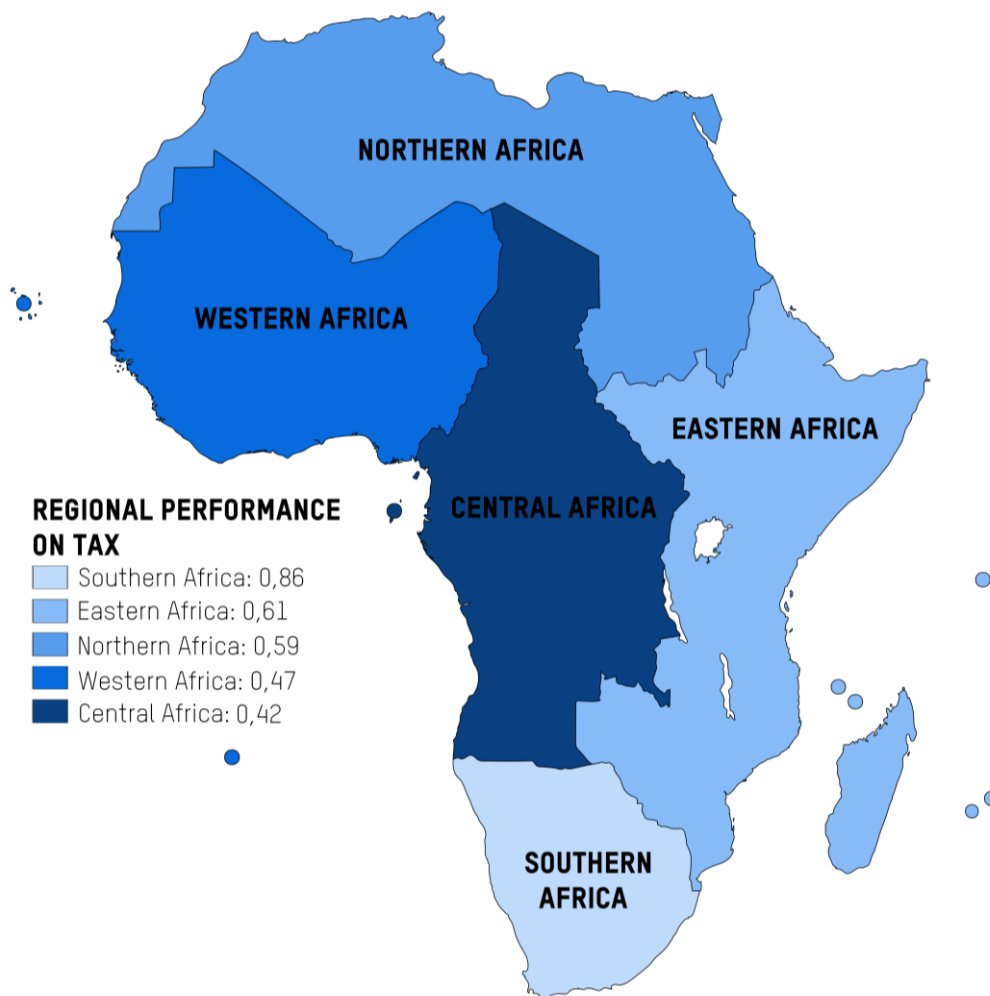 NORTHERN AFRICA
WESTERN AFRICA
EASTERN AFRICA
CENTRAL AFRICA
REGIONAL PERFORMANCE
ON TAX
Southern Africa: 0,86
Eastern Africa: 0,61
Northern Africa: 0,59
Western Africa: 0,47
Central Africa: 0,42
SOUTHERN
AFRICA